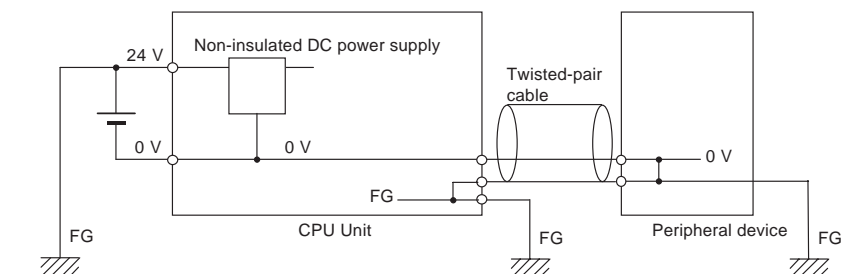 Non-insulated DC power supply
24 V
Twisted-pair
cable
0 V
0 V
0 V
FG
CPU Unit
Peripheral device
FG
FG
FG